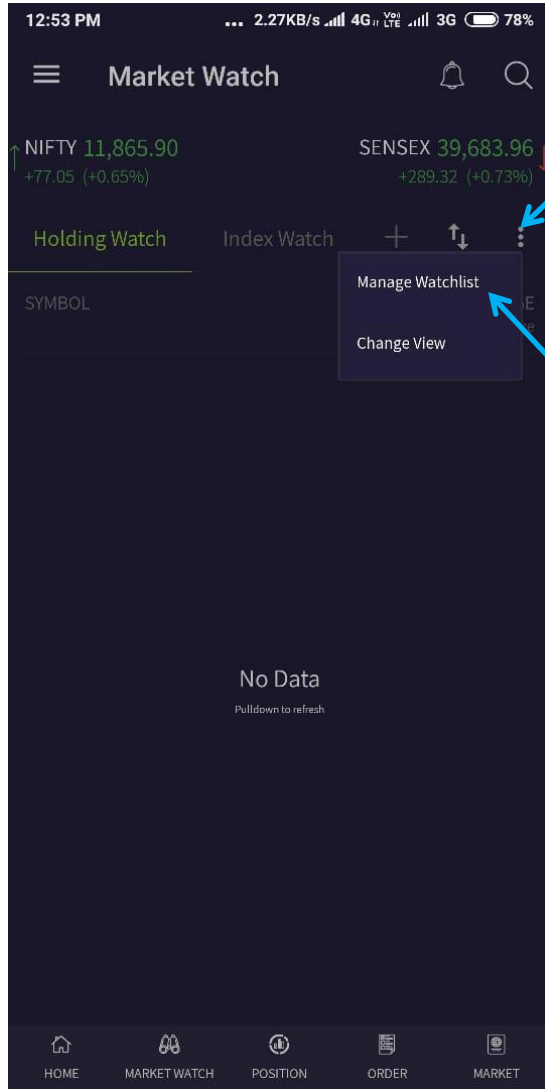 12:53 PM ... 2.27KB/s 4G VoLTE 3G 78%
Market Watch
NIFTY 11,865.90 SENSEX 39,683.96
+77.05 (+0.65%) +289.32 (+0.73%)
Holding Watch Index Watch
Manage Watchlist
SYMBOL
Change View
No Data
Pulldown to refresh
HOME MARKET WATCH POSITION ORDER MARKET